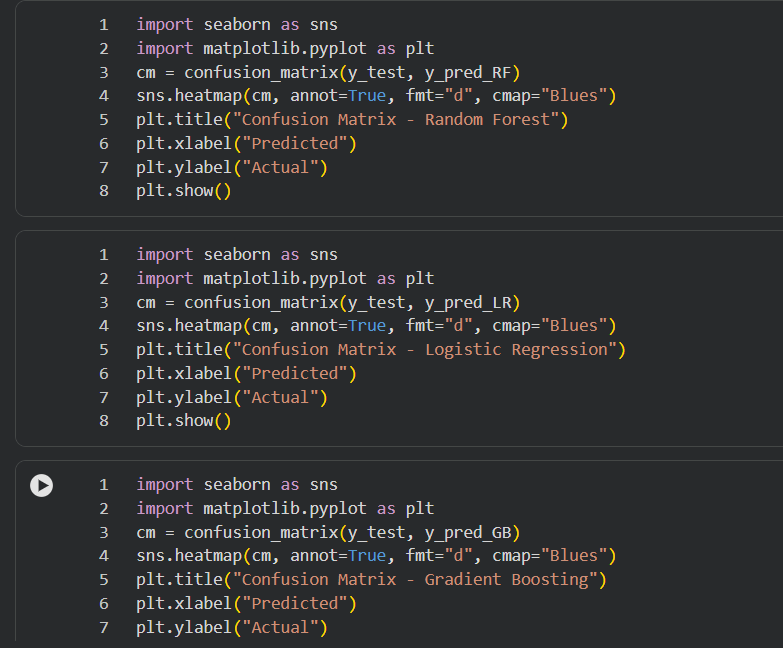 1 import seaborn as sns
2 import matplotlib.pyplot as plt
3 cm = confusion_matrix(y_test, y_pred_RF)
4 sns.heatmap(cm, annot=True, fmt="d", cmap="Blues")
5 plt.title("Confusion Matrix - Random Forest")
6 plt.xlabel("Predicted")
7 plt.ylabel("Actual")
8 plt.show()
1 import seaborn as sns
2 import matplotlib.pyplot as plt
3 cm = confusion_matrix(y_test, y_pred_LR)
4 sns.heatmap(cm, annot=True, fmt="d", cmap="Blues")
5 plt.title("Confusion Matrix - Logistic Regression")
6 plt.xlabel("Predicted")
7 plt.ylabel("Actual")
8 plt.show()
1 import seaborn as sns
2 import matplotlib.pyplot as plt
3 cm = confusion_matrix(y_test, y_pred_GB)
4 sns.heatmap(cm, annot=True, fmt="d", cmap="Blues")
5 plt.title("Confusion Matrix - Gradient Boosting")
6 plt.xlabel("Predicted")
7 plt.ylabel("Actual")